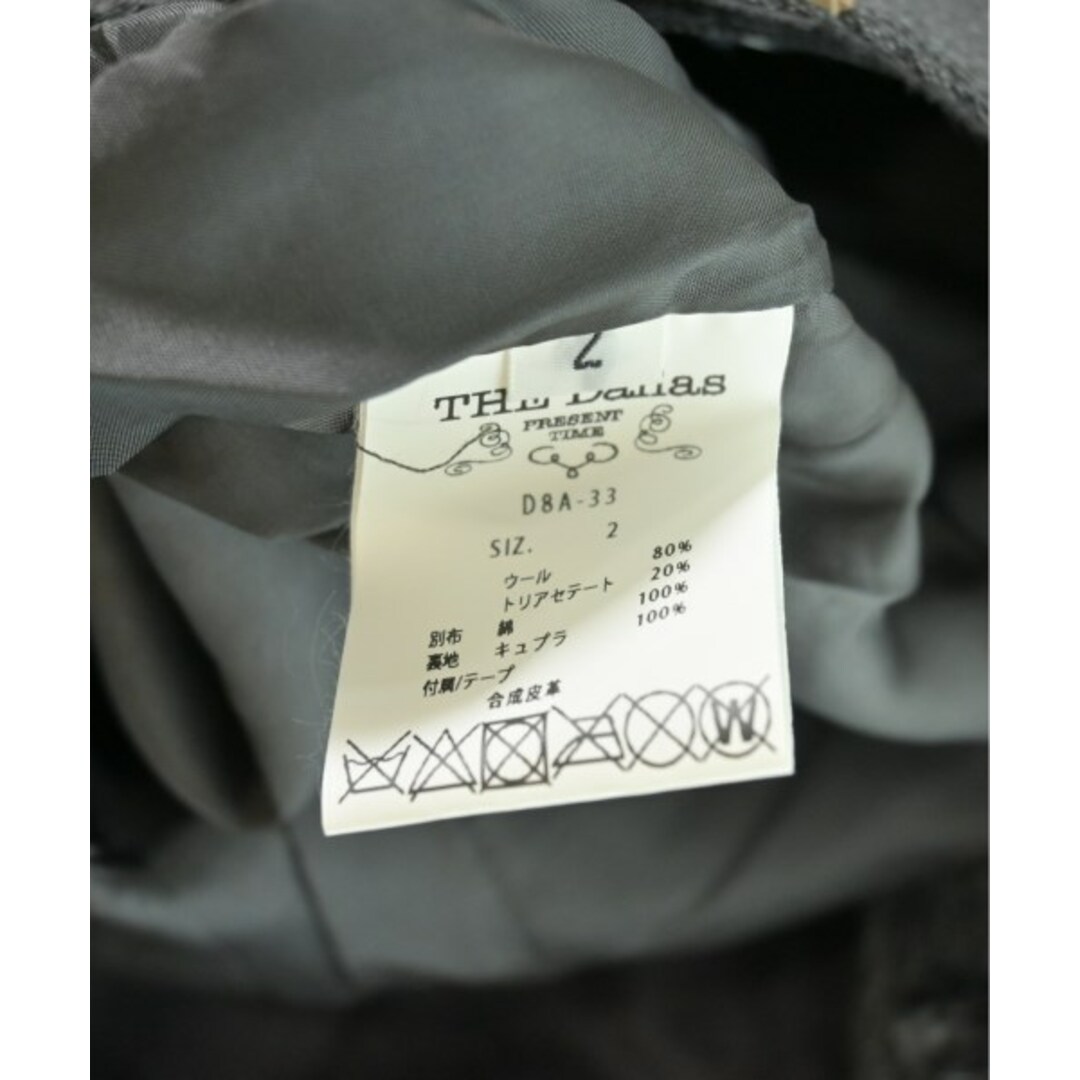 2
THE Dallas
PRESENT
TIME
D8A-33
SIZ. 2
ウール 80%
トリアセテート 20%
別布 綿 100%
裏地 キュプラ 100%
付属/テープ
合成皮革
W